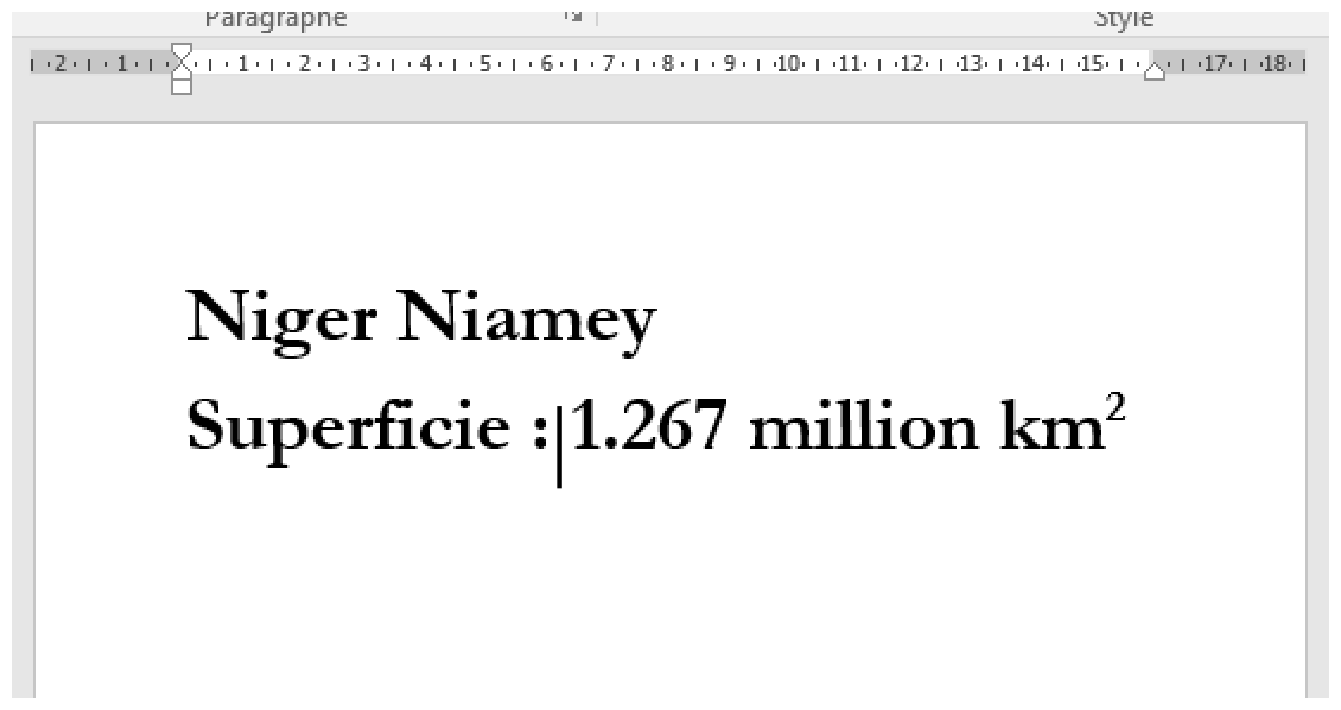 Paragraphe Style
2 1 1 2 3 4 5 6 7 8 9 10 11 12 13 14 15 17 18
Niger Niamey
Superficie : 1.267 million km²